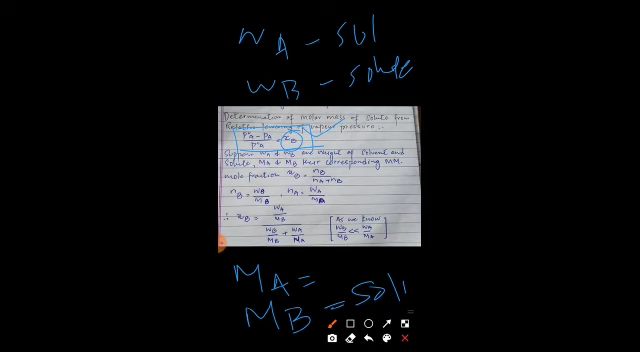 WA - Sol
WB - Solute
Determination of molar mass of solute from
Relative lowering of vapour pressure :-
P°A - PA / P°A = xB
Suppose WA & WB are weight of solvent and
Solute, MA & MB their corresponding MM.
mole fraction xB = nB / nA + nB
nB = WB / MB , nA = WA / MA
∴ xB = WA / MB / WB / MB + WA / MA [ As we know WB / MB << WA / MA ]
MA =
MB = Sol